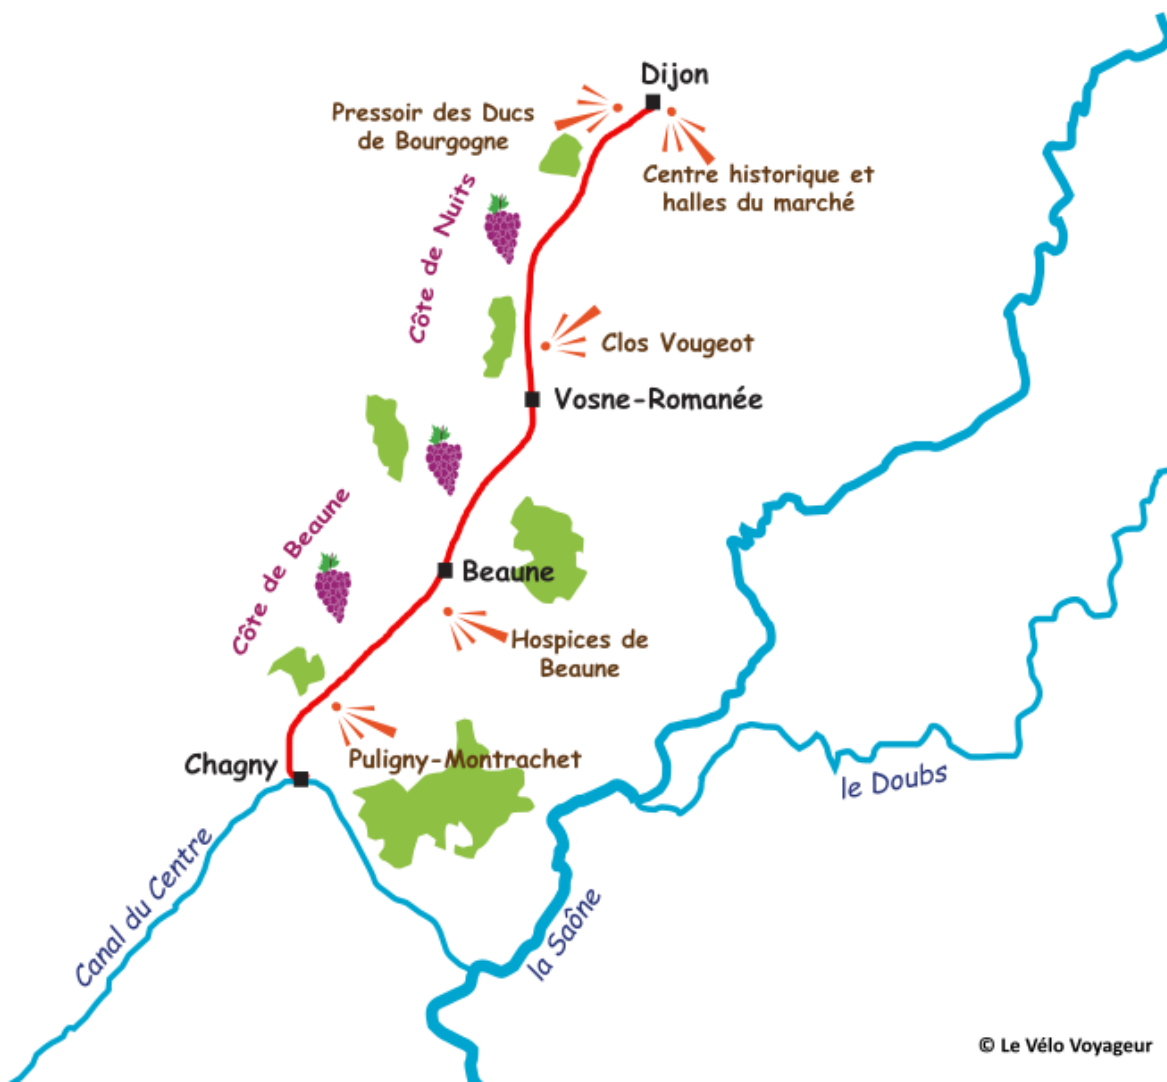 Dijon
Pressoir des Ducs
de Bourgogne
Centre historique et
halles du marché
Côte de Nuits
Clos Vougeot
Vosne-Romanée
Côte de Beaune
Beaune
Hospices de
Beaune
Puligny-Montrachet
Chagny
le Doubs
Canal du Centre
la Saône
© Le Vélo Voyageur